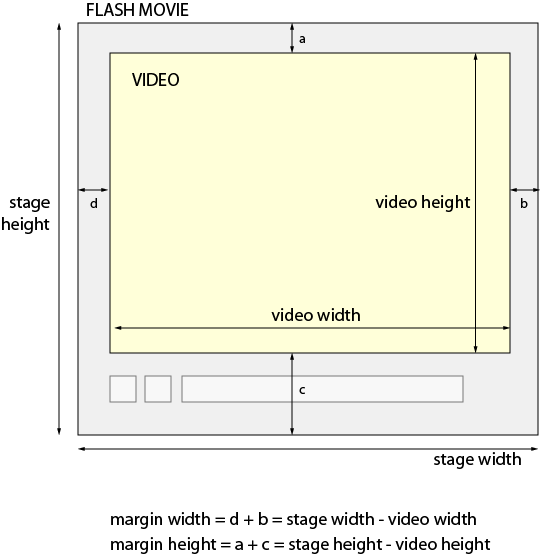 FLASH MOVIE
a
VIDEO
stage
height
d
video height
b
video width
c
stage width
margin width = d + b = stage width - video width
margin height = a + c = stage height - video height